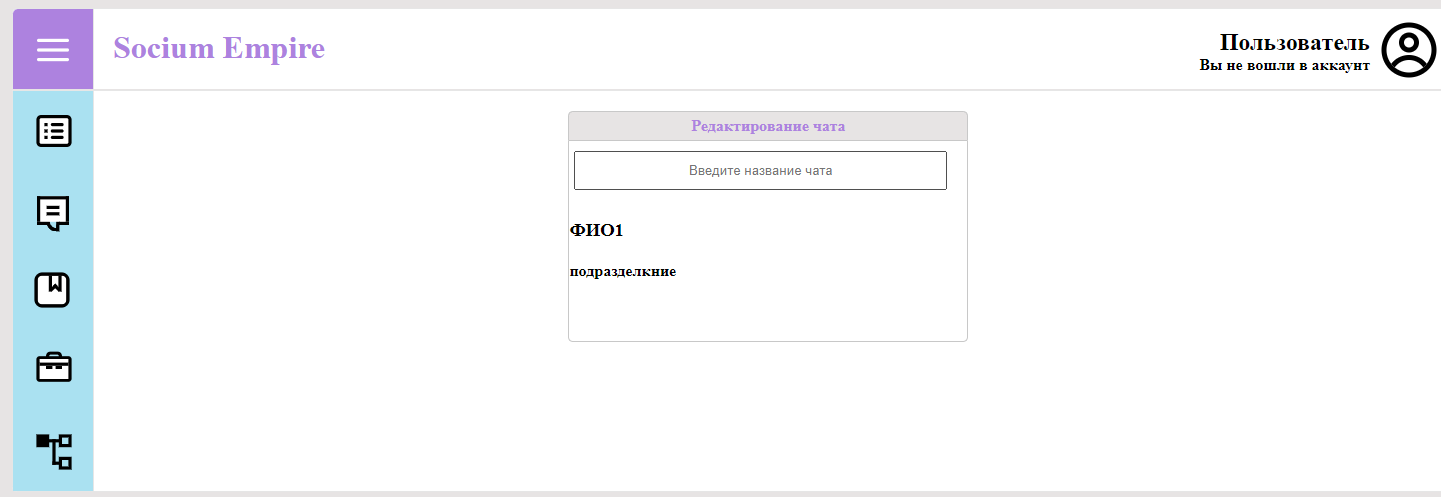 Socium Empire
Пользователь
Вы не вошли в аккаунт
Редактирование чата
Введите название чата
ФИО1
подразделкние